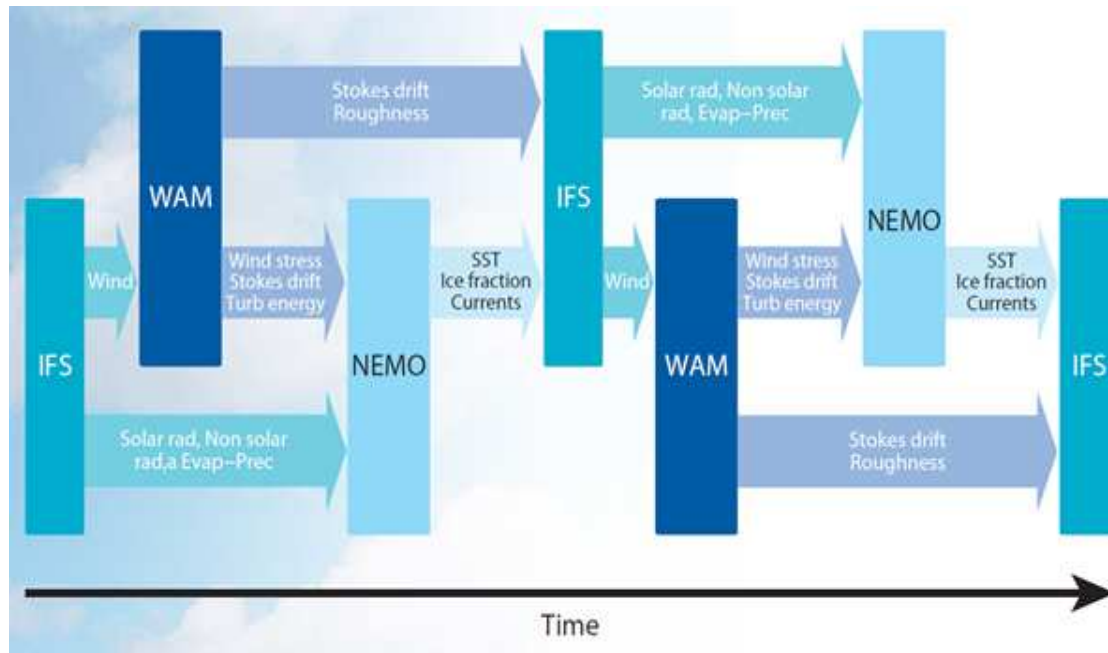 Stokes drift
Roughness
Solar rad, Non solar
rad, Evap–Prec
WAM
IFS
NEMO
Wind
Wind stress
Stokes drift
Turb energy
SST
Ice fraction
Currents
Wind
Wind stress
Stokes drift
Turb energy
SST
Ice fraction
Currents
IFS
NEMO
WAM
IFS
Solar rad, Non solar
rad,a Evap–Prec
Stokes drift
Roughness
Time